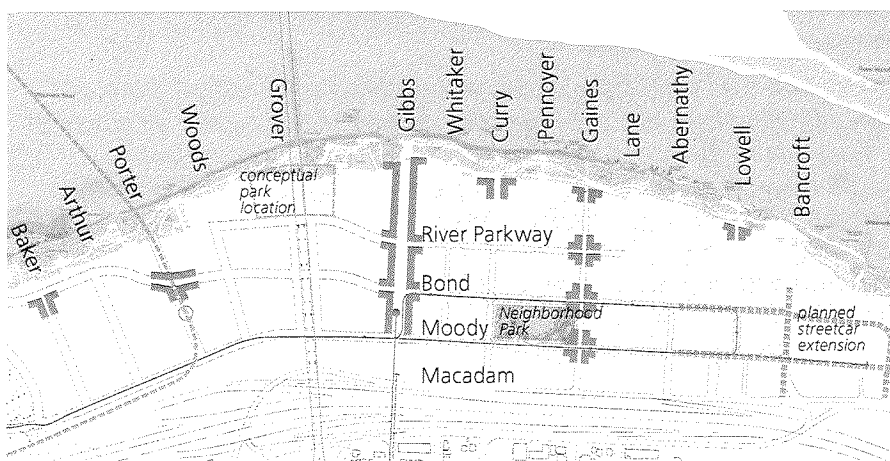 Baker
Arthur
Porter
Woods
Grover
Gibbs
Whitaker
Curry
Pennoyer
Gaines
Lane
Abernathy
Lowell
Bancroft
conceptual
park
location
River Parkway
Bond
Moody
Neighborhood
Park
planned
streetcar
extension
Macadam